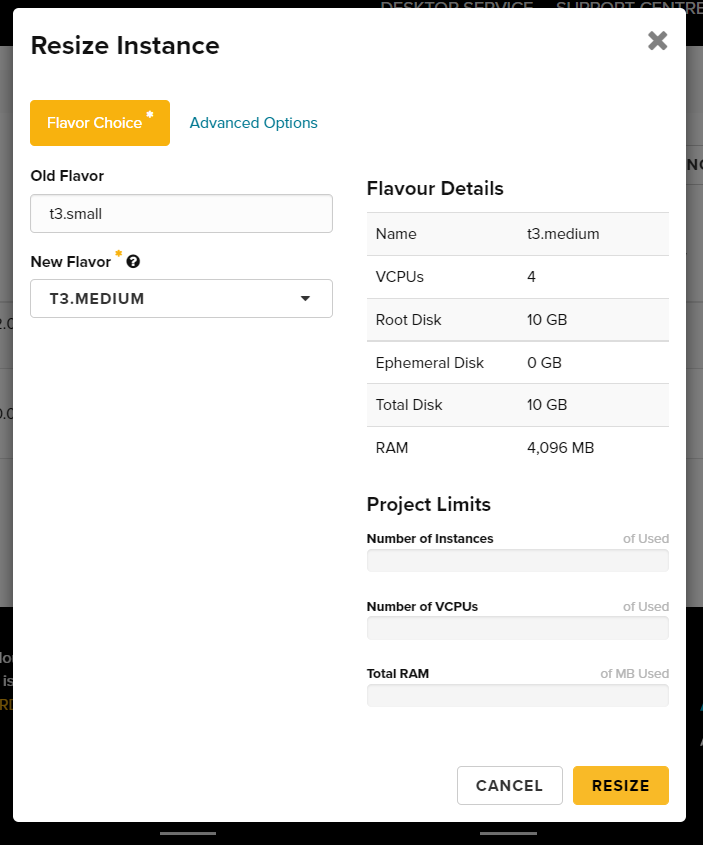 DESKTOP SERVICE SUPPORT CENTRE
Resize Instance
Flavor Choice *
Advanced Options
Old Flavor
t3.small
New Flavor *
T3.MEDIUM
Flavour Details
Name t3.medium
VCPUs 4
Root Disk 10 GB
Ephemeral Disk 0 GB
Total Disk 10 GB
RAM 4,096 MB
Project Limits
Number of Instances of Used
Number of VCPUs of Used
Total RAM of MB Used
CANCEL
RESIZE
is